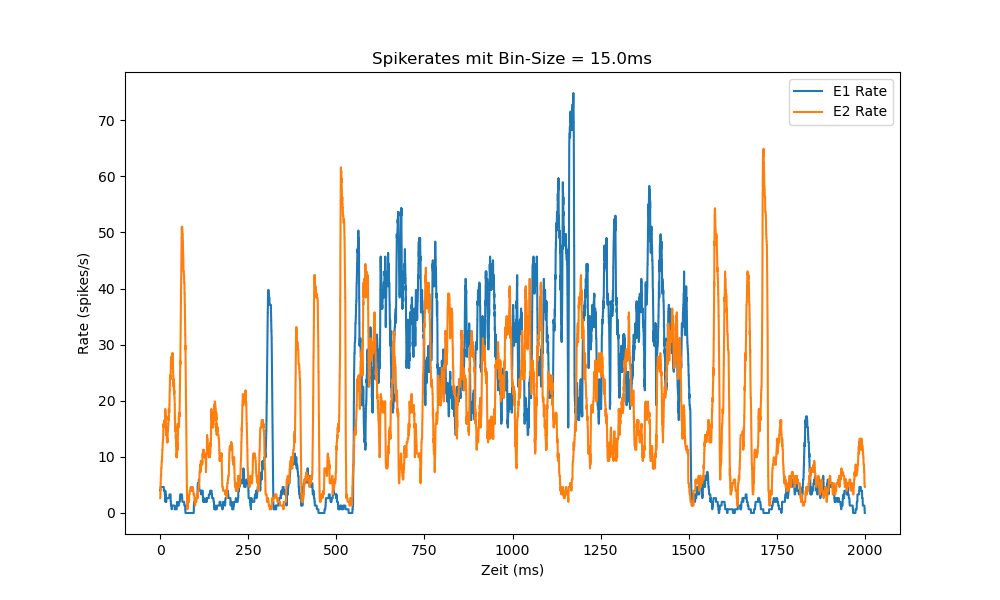 Spikerates mit Bin-Size = 15.0ms
E1 Rate
E2 Rate
Rate (spikes/s)
70
60
50
40
30
20
10
0
0 250 500 750 1000 1250 1500 1750 2000
Zeit (ms)